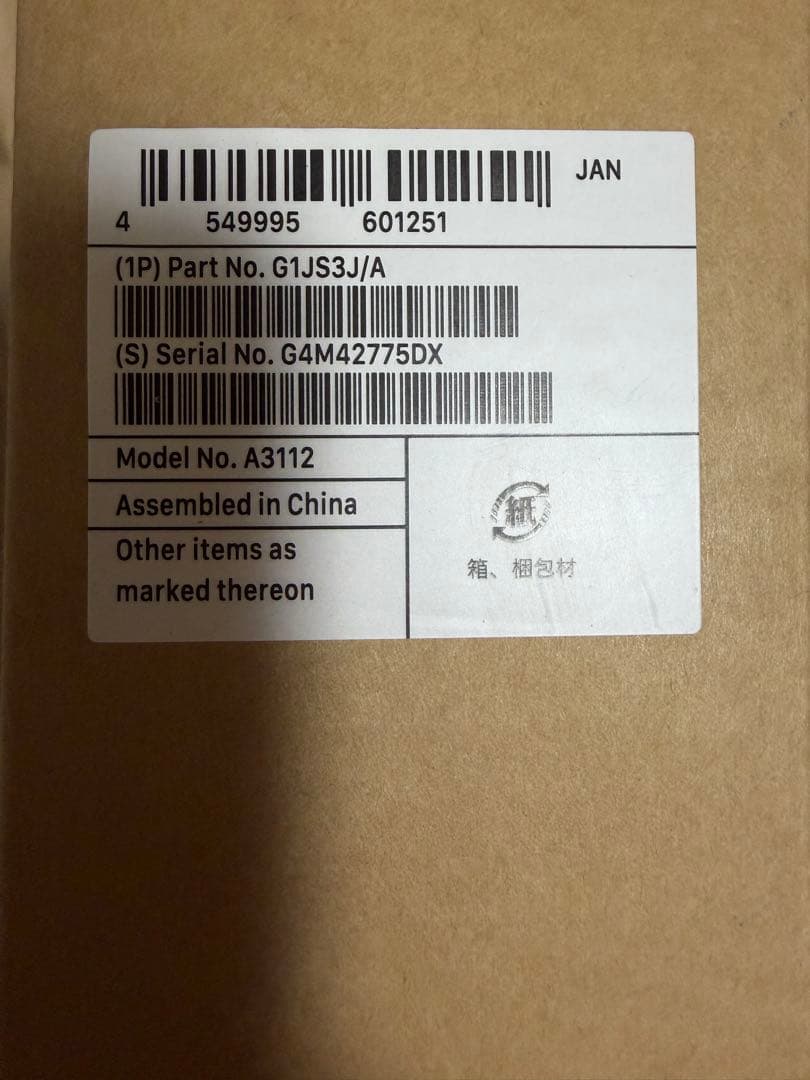 JAN
4 549995 601251
(1P) Part No. G1JS3J/A
(S) Serial No. G4M42775DX
Model No. A3112
Assembled in China
Other items as
marked thereon
紙
箱、梱包材